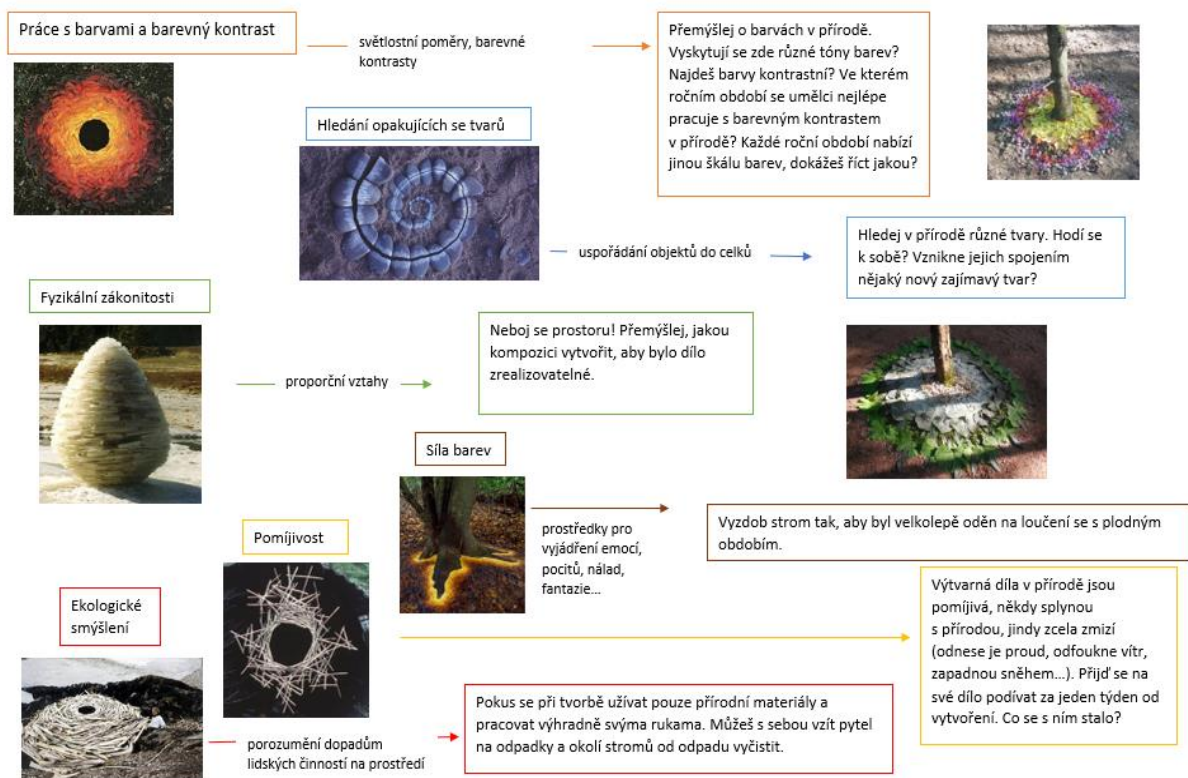 Práce s barvami a barevný kontrast
světlostní poměry, barevné
kontrasty
Přemýšlej o barvách v přírodě.
Vyskytují se zde různé tóny barev?
Najdeš barvy kontrastní? Ve kterém
ročním období se umělci nejlépe
pracuje s barevným kontrastem
v přírodě? Každé roční období nabízí
jinou škálu barev, dokážeš říct jakou?
Hledání opakujících se tvarů
uspořádání objektů do celků
Hledej v přírodě různé tvary. Hodí se
k sobě? Vznikne jejich spojením
nějaký nový zajímavý tvar?
Fyzikální zákonitosti
proporční vztahy
Neboj se prostoru! Přemýšlej, jakou
kompozici vytvořit, aby bylo dílo
zrealizovatelné.
Síla barev
prostředky pro
vyjádření emocí,
pocitů, nálad,
fantazie…
Vyzdob strom tak, aby byl velkolepě oděn na loučení se s plodným
obdobím.
Pomíjivost
Výtvarná díla v přírodě jsou
pomíjivá, někdy splynou
s přírodou, jindy zcela zmizí
(odnese je proud, odfoukne vítr,
zapadnou sněhem…). Přijď se na
své dílo podívat za jeden týden od
vytvoření. Co se s ním stalo?
Ekologické
smýšlení
porozumění dopadům
lidských činností na prostředí
Pokus se při tvorbě užívat pouze přírodní materiály a
pracovat výhradně svýma rukama. Můžeš s sebou vzít pytel
na odpadky a okolí stromů od odpadu vyčistit.